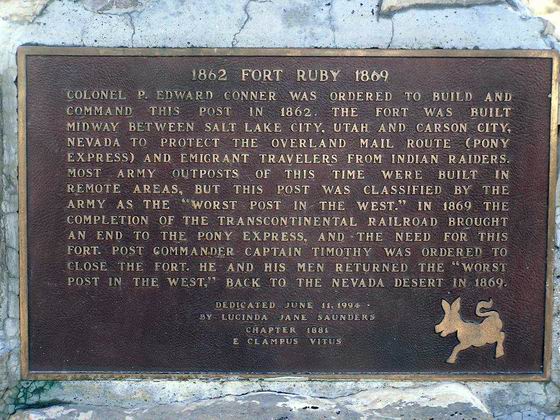 1862 FORT RUBY 1869
COLONEL P. EDWARD CONNER WAS ORDERED TO BUILD AND
COMMAND THIS POST IN 1862. THE FORT WAS BUILT
MIDWAY BETWEEN SALT LAKE CITY, UTAH AND CARSON CITY,
NEVADA TO PROTECT THE OVERLAND MAIL ROUTE (PONY
EXPRESS) AND EMIGRANT TRAVELERS FROM INDIAN RAIDERS.
MOST ARMY OUTPOSTS OF THIS TIME WERE BUILT IN
REMOTE AREAS, BUT THIS POST WAS CLASSIFIED BY THE
ARMY AS THE "WORST POST IN THE WEST." IN 1869 THE
COMPLETION OF THE TRANSCONTINENTAL RAILROAD BROUGHT
AN END TO THE PONY EXPRESS, AND THE NEED FOR THIS
FORT. POST COMMANDER CAPTAIN TIMOTHY WAS ORDERED TO
CLOSE THE FORT. HE AND HIS MEN RETURNED THE "WORST
POST IN THE WEST," BACK TO THE NEVADA DESERT IN 1869.
DEDICATED JUNE 11, 1994
BY LUCINDA JANE SAUNDERS
CHAPTER 1881
E CLAMPUS VITUS